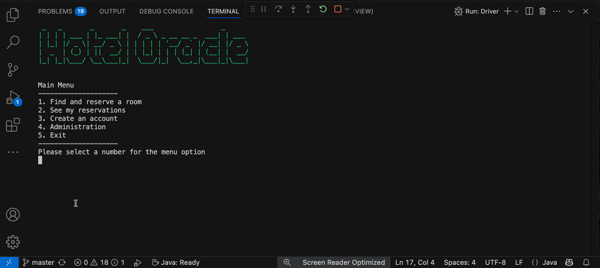 PROBLEMS 19 OUTPUT DEBUG CONSOLE TERMINAL VIEW) Run: Driver
Hotel Oracle
Main Menu
--------------------
1. Find and reserve a room
2. See my reservations
3. Create an account
4. Administration
5. Exit
--------------------
Please select a number for the menu option
1
master 0 18 1 Java: Ready Screen Reader Optimized Ln 17, Col 4 Spaces: 4 UTF-8 LF {} Java